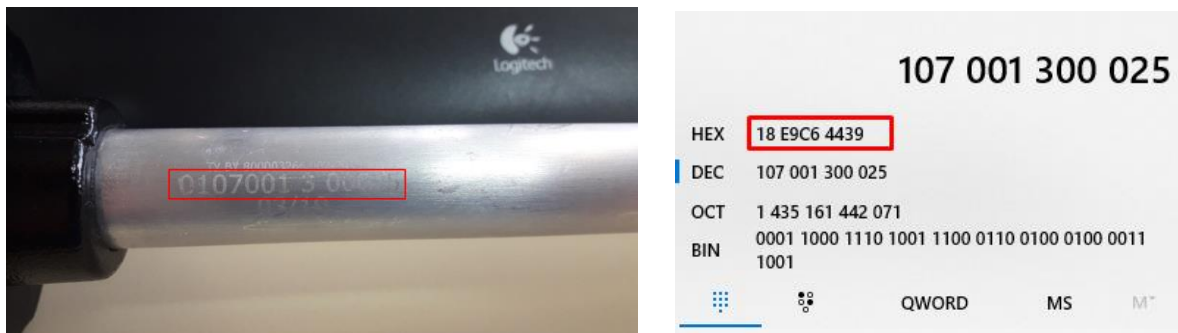 Logitech
0107001 3 00025
107 001 300 025
HEX 18 E9C6 4439
DEC 107 001 300 025
OCT 1 435 161 442 071
BIN 0001 1000 1110 1001 1100 0110 0100 0100 0011
1001
QWORD MS M